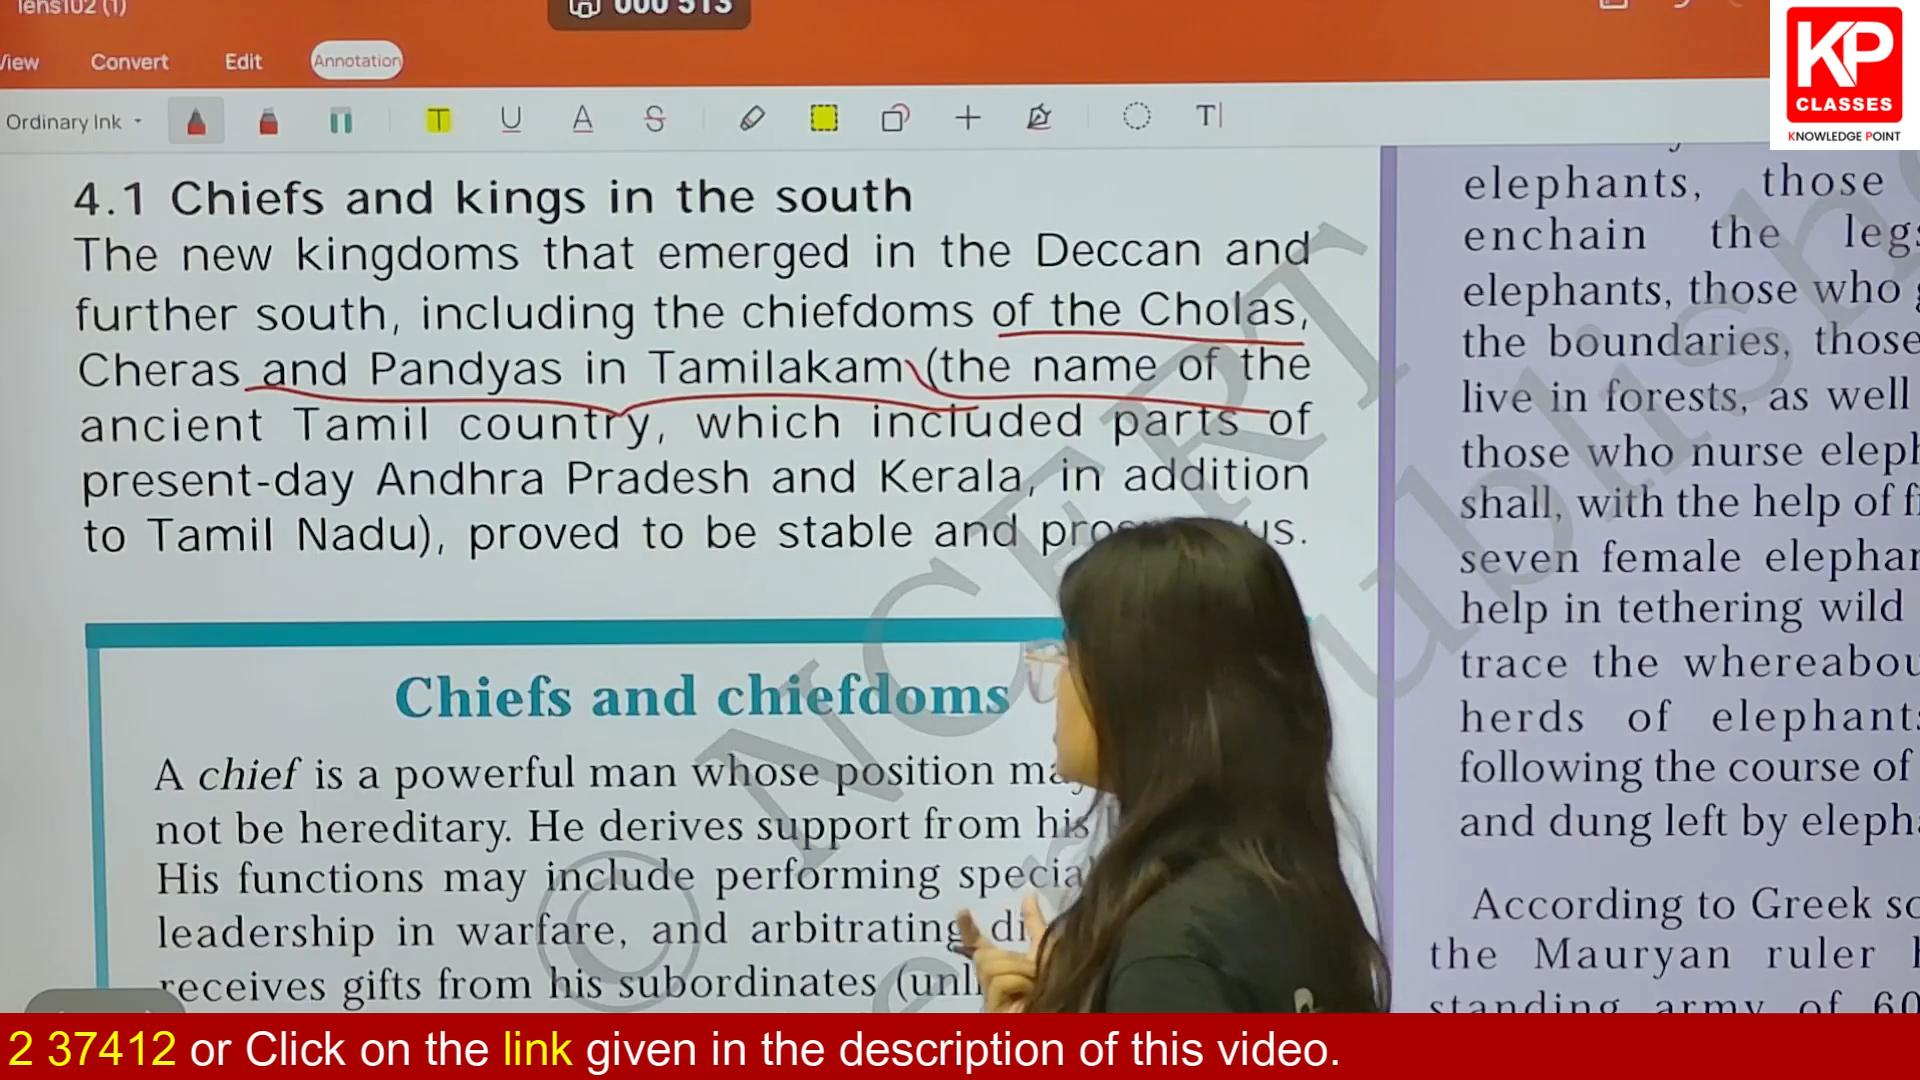 lens102 (1)
000 513
View
Convert
Edit
Annotation
Ordinary Ink
T
U
A
S
T
KP
CLASSES
KNOWLEDGE POINT
4.1 Chiefs and kings in the south
The new kingdoms that emerged in the Deccan and
further south, including the chiefdoms of the Cholas,
Cheras and Pandyas in Tamilakam (the name of the
ancient Tamil country, which included parts of
present-day Andhra Pradesh and Kerala, in addition
to Tamil Nadu), proved to be stable and
Chiefs and chiefdoms
A chief is a powerful man whose position
not be hereditary. He derives support from his
His functions may include performing
leadership in warfare, and arbitrating
receives gifts from his subordinates
elephants, those
enchain the
elephants, those who
the boundaries, those
live in forests, as well
those who nurse
shall, with the help of
seven female
help in tethering wild
trace the
herds of
following the course of
and dung left by
According to Greek
the Mauryan ruler
standing army of
© NCERT
2 37412 or Click on the link given in the description of this video.